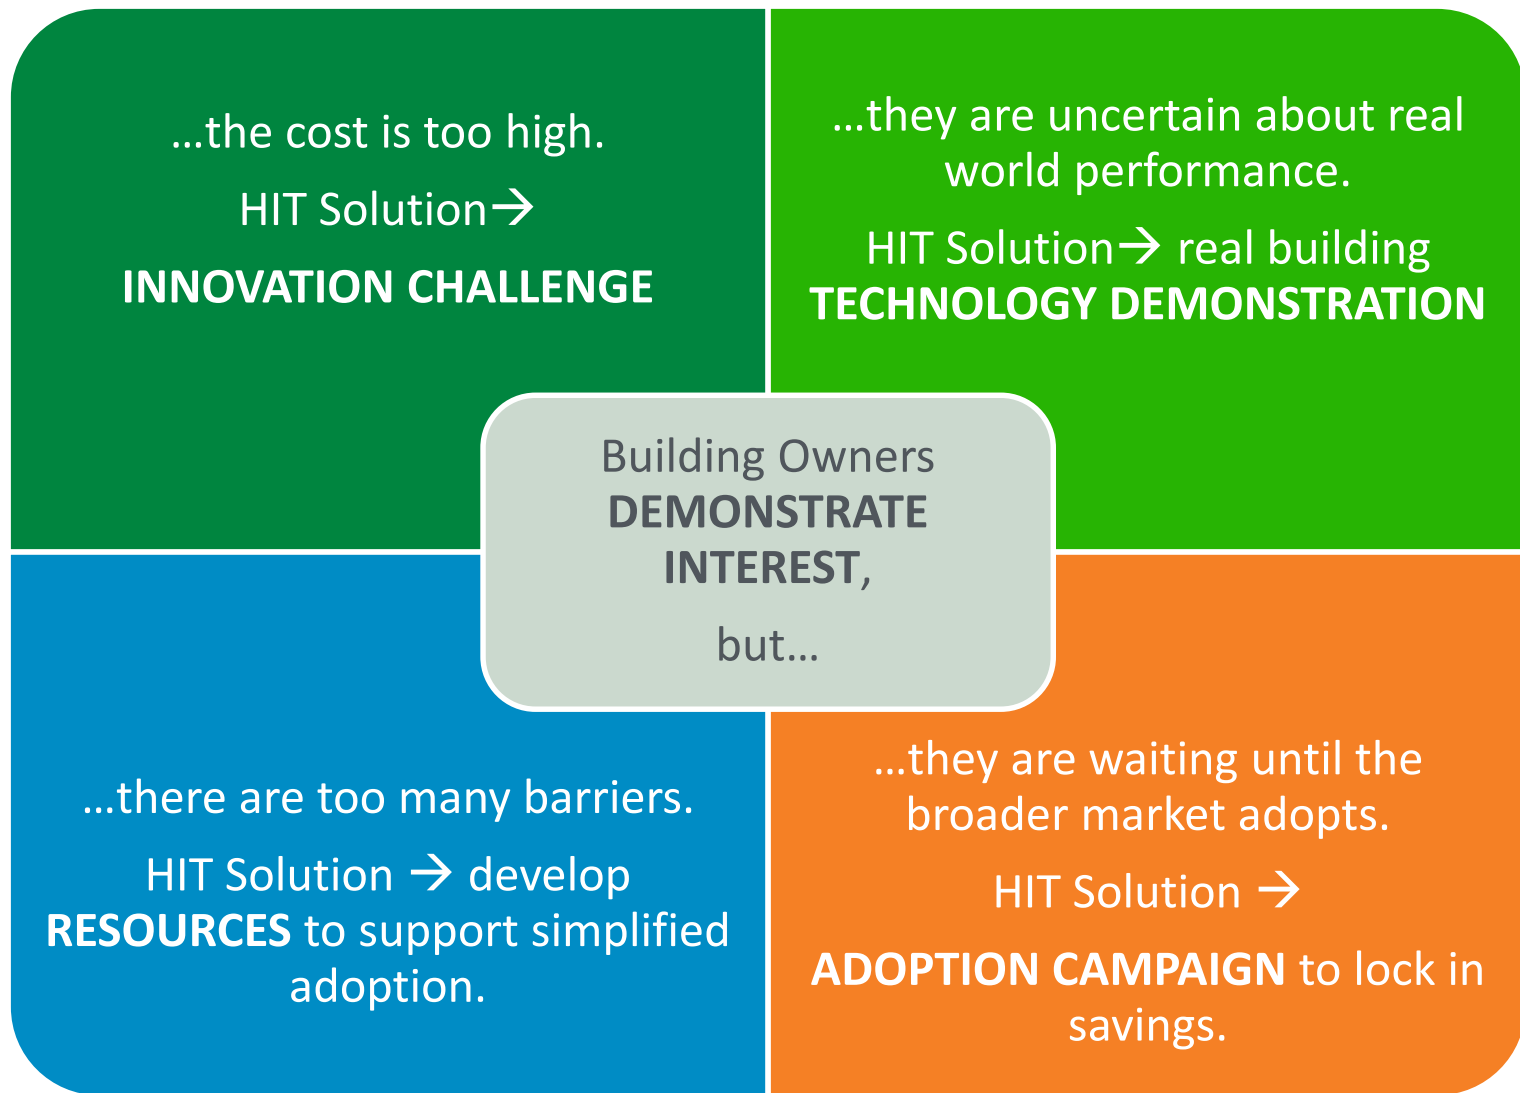 …the cost is too high.
HIT Solution→
INNOVATION CHALLENGE
…they are uncertain about real
world performance.
HIT Solution→ real building
TECHNOLOGY DEMONSTRATION
Building Owners
DEMONSTRATE
INTEREST,
but…
…there are too many barriers.
HIT Solution → develop
RESOURCES to support simplified
adoption.
…they are waiting until the
broader market adopts.
HIT Solution →
ADOPTION CAMPAIGN to lock in
savings.